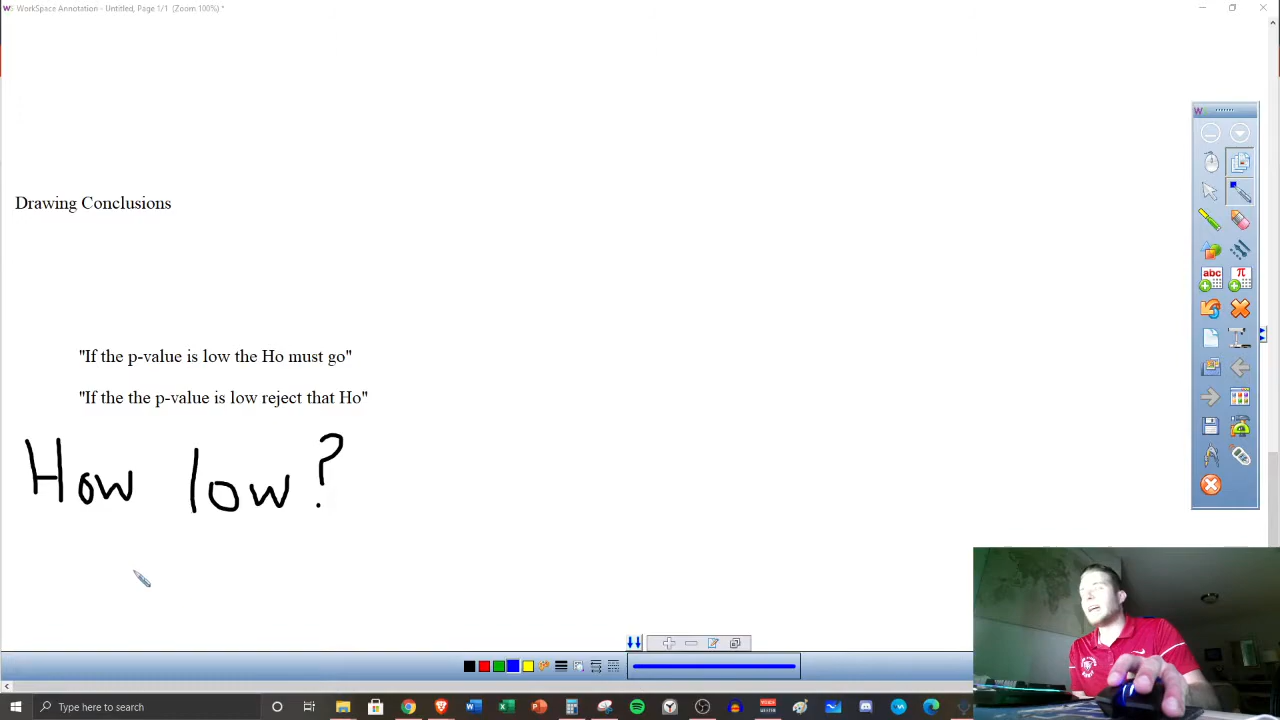 WorkSpace Annotation - Untitled, Page 1/1 (Zoom 100%) *
Drawing Conclusions
"If the p-value is low the Ho must go"
"If the the p-value is low reject that Ho"
How low?
abc
π
Type here to search